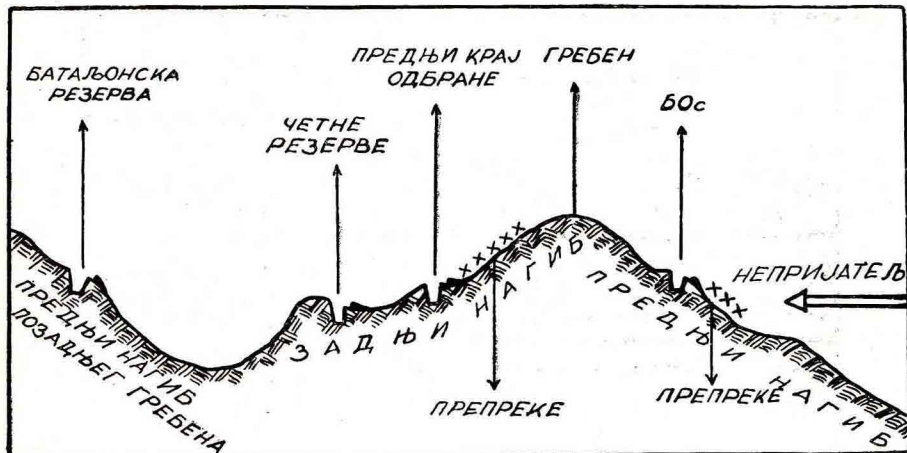 ПРЕДЊИ КРАЈ
ОДБРАНЕ
ГРЕБЕН
БАТАЉОНСКА
РЕЗЕРВА
ЧЕТНЕ
РЕЗЕРВЕ
БОс
НЕПРИЈАТЕЉ
ПРЕДЊИ НАГИБ
ПОЗАДЊЕГ ГРЕБЕНА
ЗАДЊИ НАГИБ
ПРЕДЊИ НАГИБ
ПРЕПРЕКЕ
ПРЕПРЕКЕ